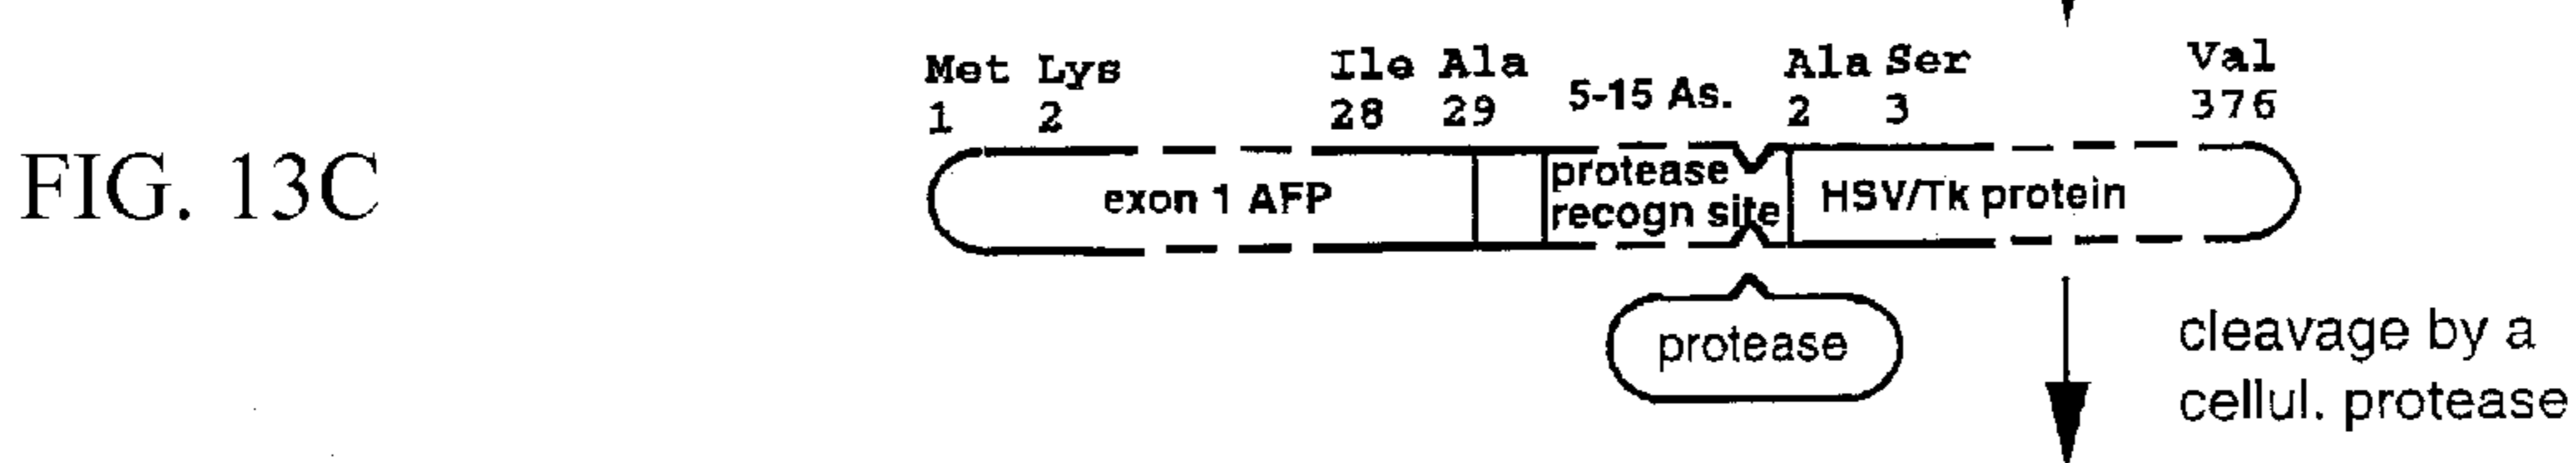 Met Lys Ile Ala 5-15 As. Ala Ser Val
1 2 28 29 2 3 376
FIG. 13C
exon 1 AFP
protease
recogn site
HSV/Tk protein
protease
cleavage by a
cellul. protease